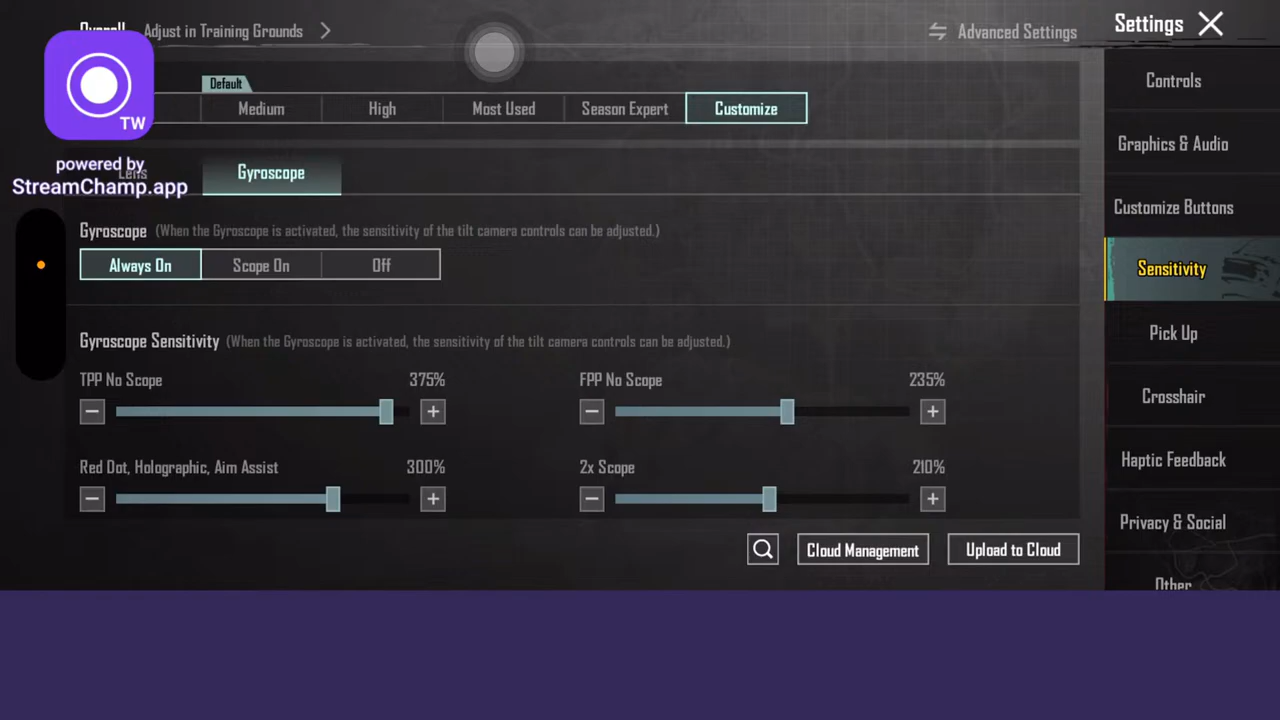 Overall
Adjust in Training Grounds
Advanced Settings
Settings
TW
powered by
StreamChamp.app
Default
Medium
High
Most Used
Season Expert
Customize
Lens
Gyroscope
Gyroscope (When the Gyroscope is activated, the sensitivity of the tilt camera controls can be adjusted.)
Always On
Scope On
Off
Gyroscope Sensitivity (When the Gyroscope is activated, the sensitivity of the tilt camera controls can be adjusted.)
TPP No Scope
375%
FPP No Scope
235%
Red Dot, Holographic, Aim Assist
300%
2x Scope
210%
Cloud Management
Upload to Cloud
Controls
Graphics & Audio
Customize Buttons
Sensitivity
Pick Up
Crosshair
Haptic Feedback
Privacy & Social
Other